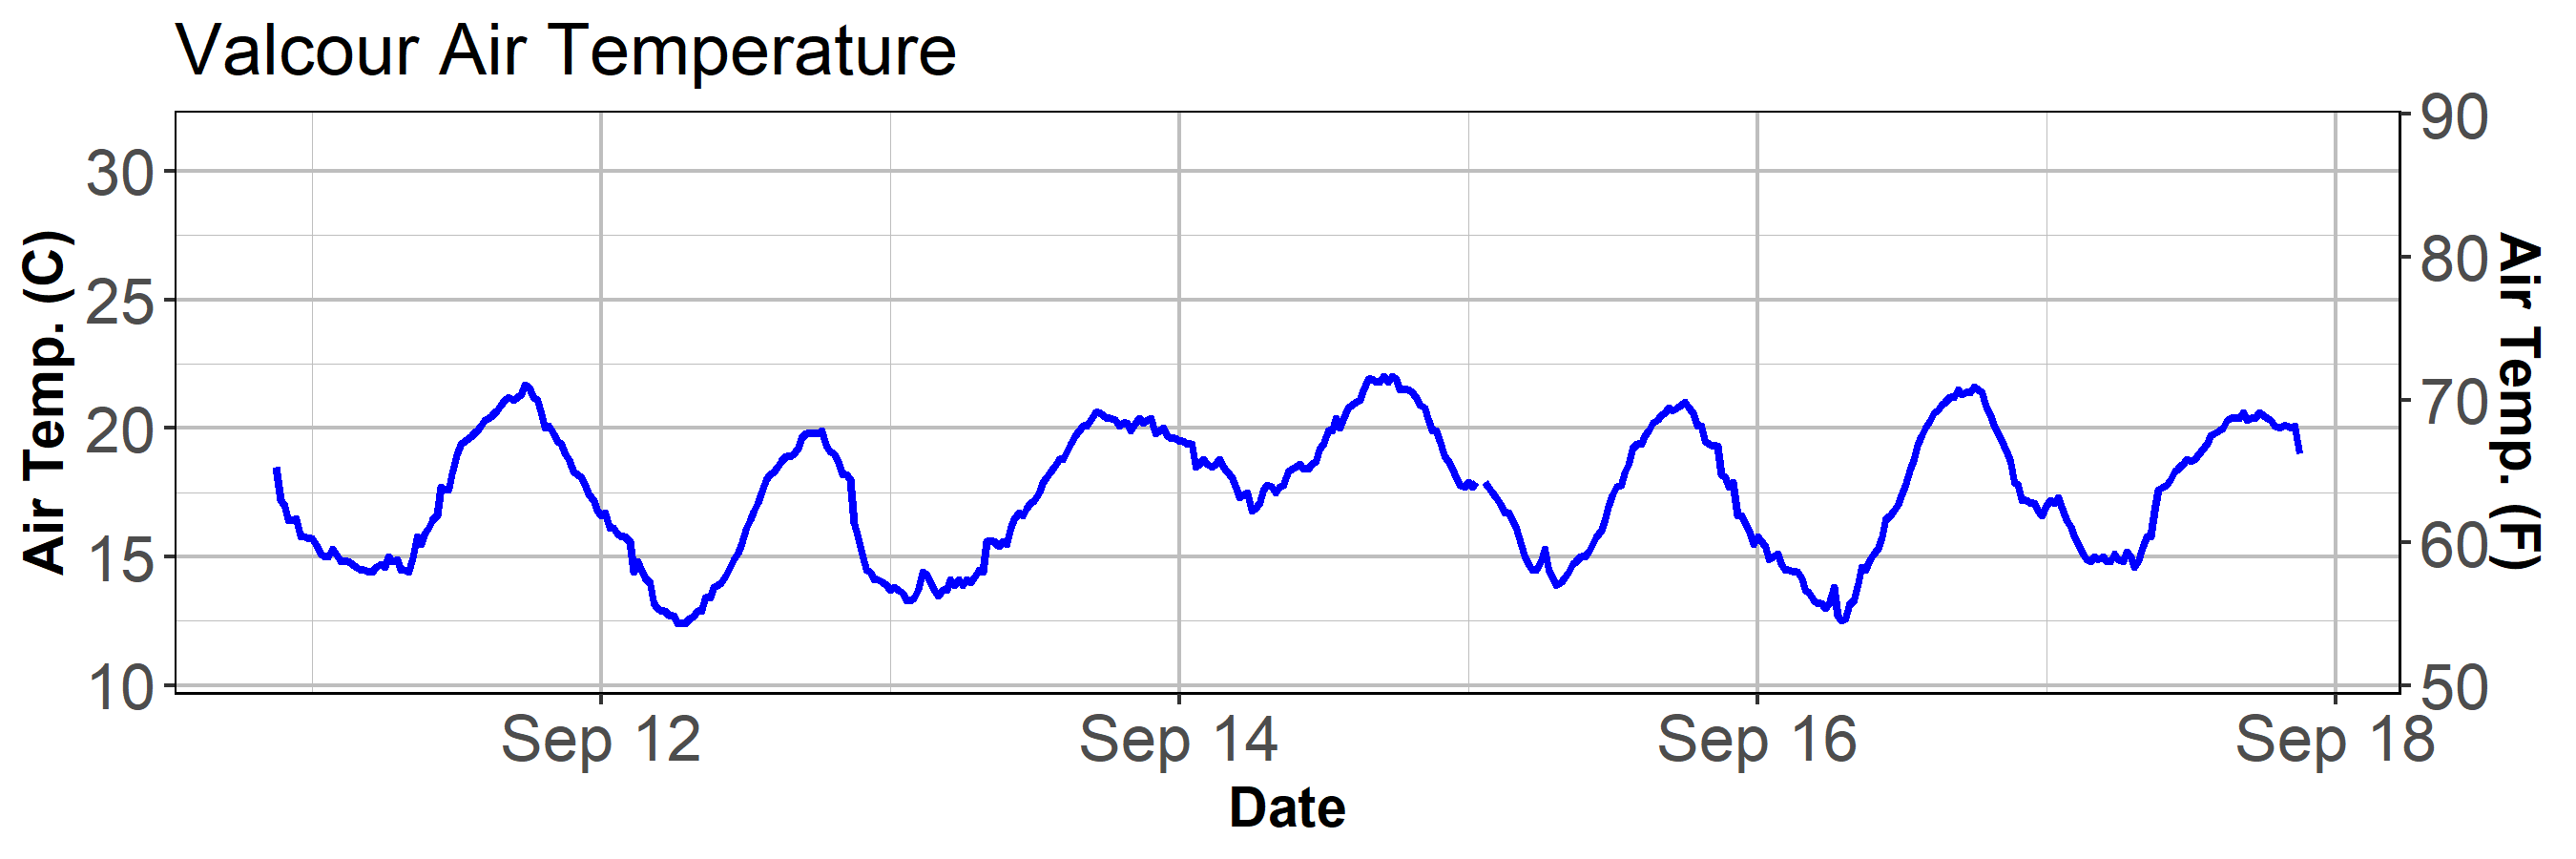 Valcour Air Temperature
Air Temp. (C)
30
25
20
15
10
90
80
70
60
50
Air Temp. (F)
Sep 12
Sep 14
Sep 16
Sep 18
Date